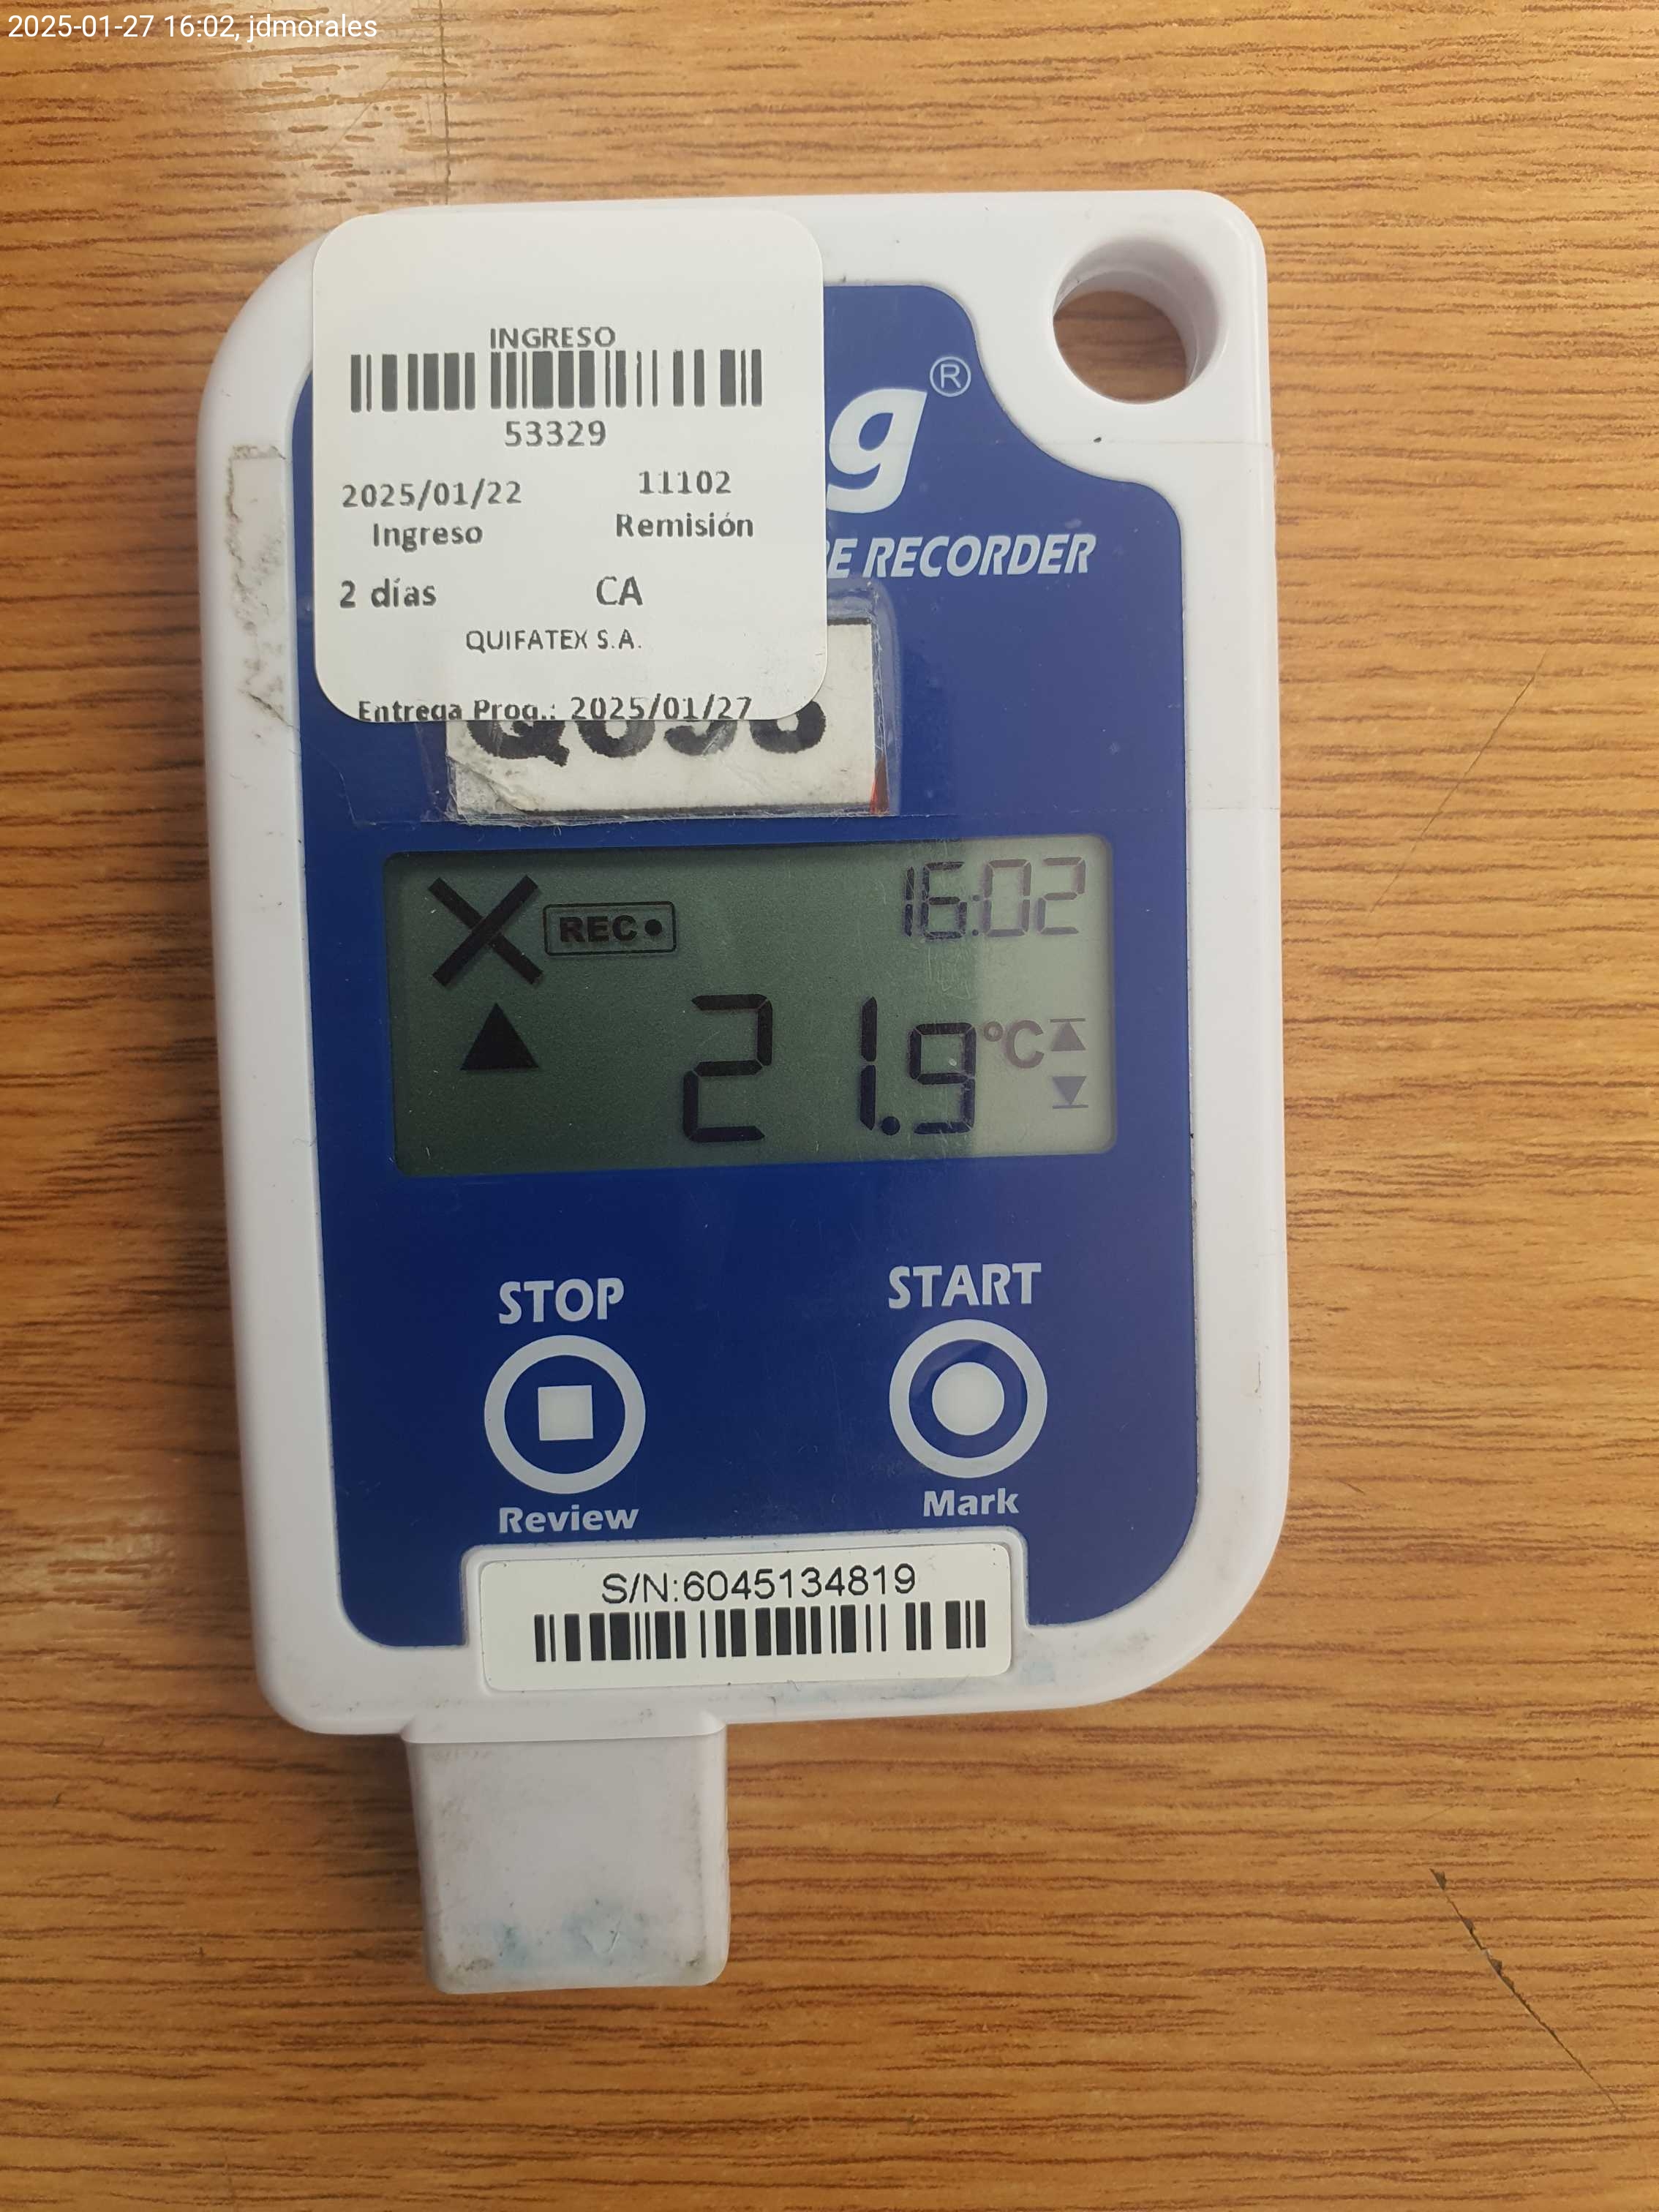 2025-01-27 16:02, jdmorales
INGRESO
53329
2025/01/22 11102
Ingreso Remisión
2 días CA
QUIFATEX S.A.
Entrega Prog.: 2025/01/27
g®
RECORDER
REC
16:02
21.9 °C
STOP START
Review Mark
S/N:6045134819